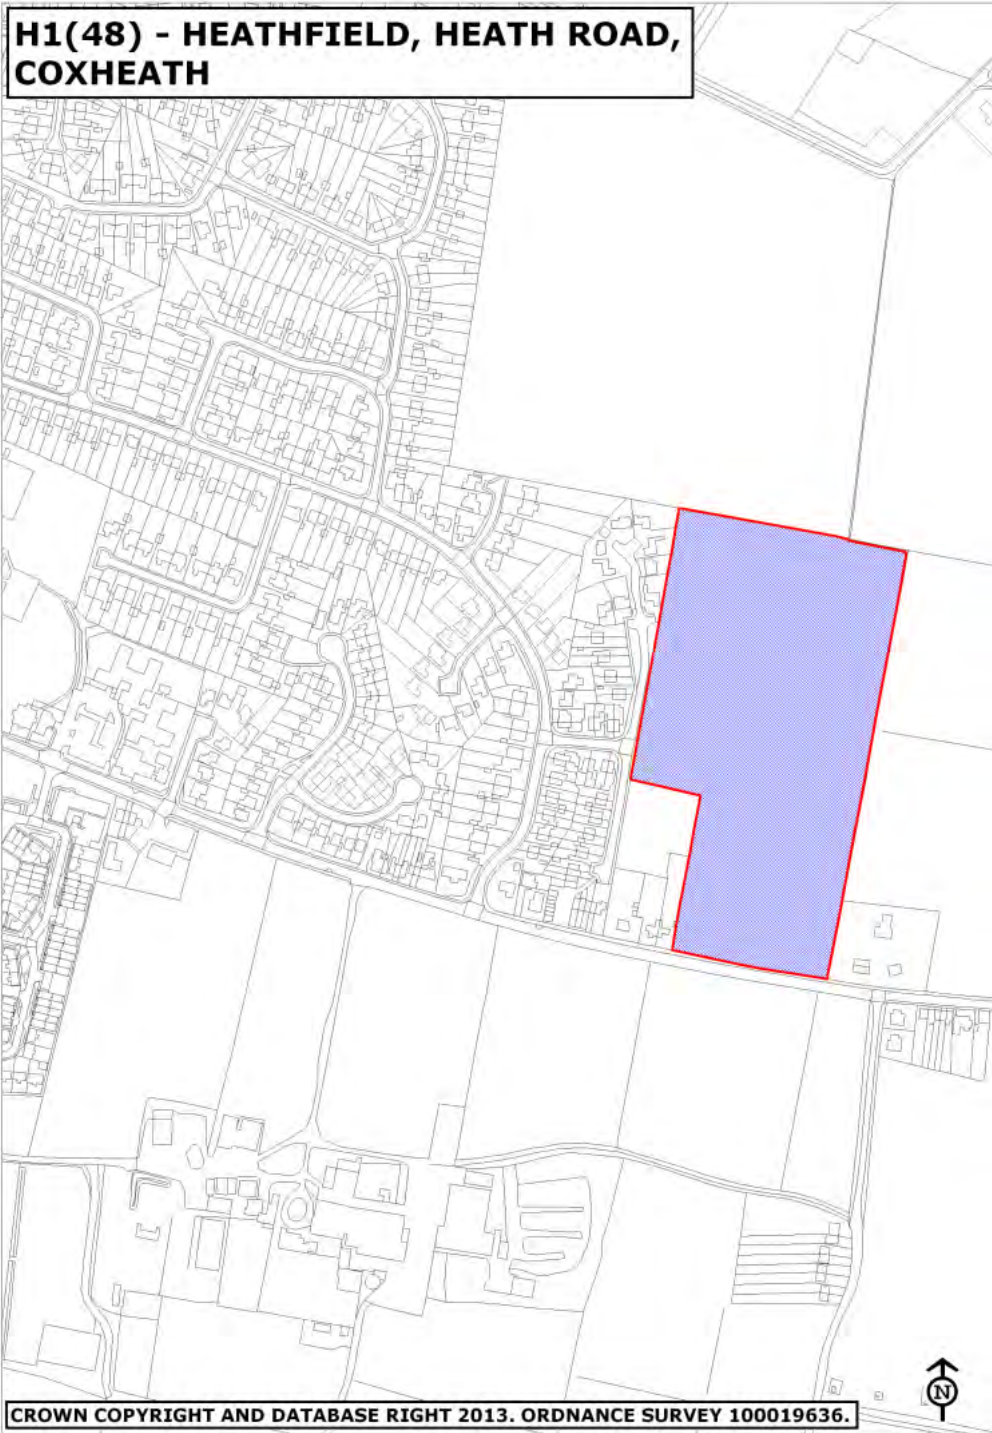 H1(48) - HEATHFIELD, HEATH ROAD,
COXHEATH
N
CROWN COPYRIGHT AND DATABASE RIGHT 2013. ORDNANCE SURVEY 100019636.